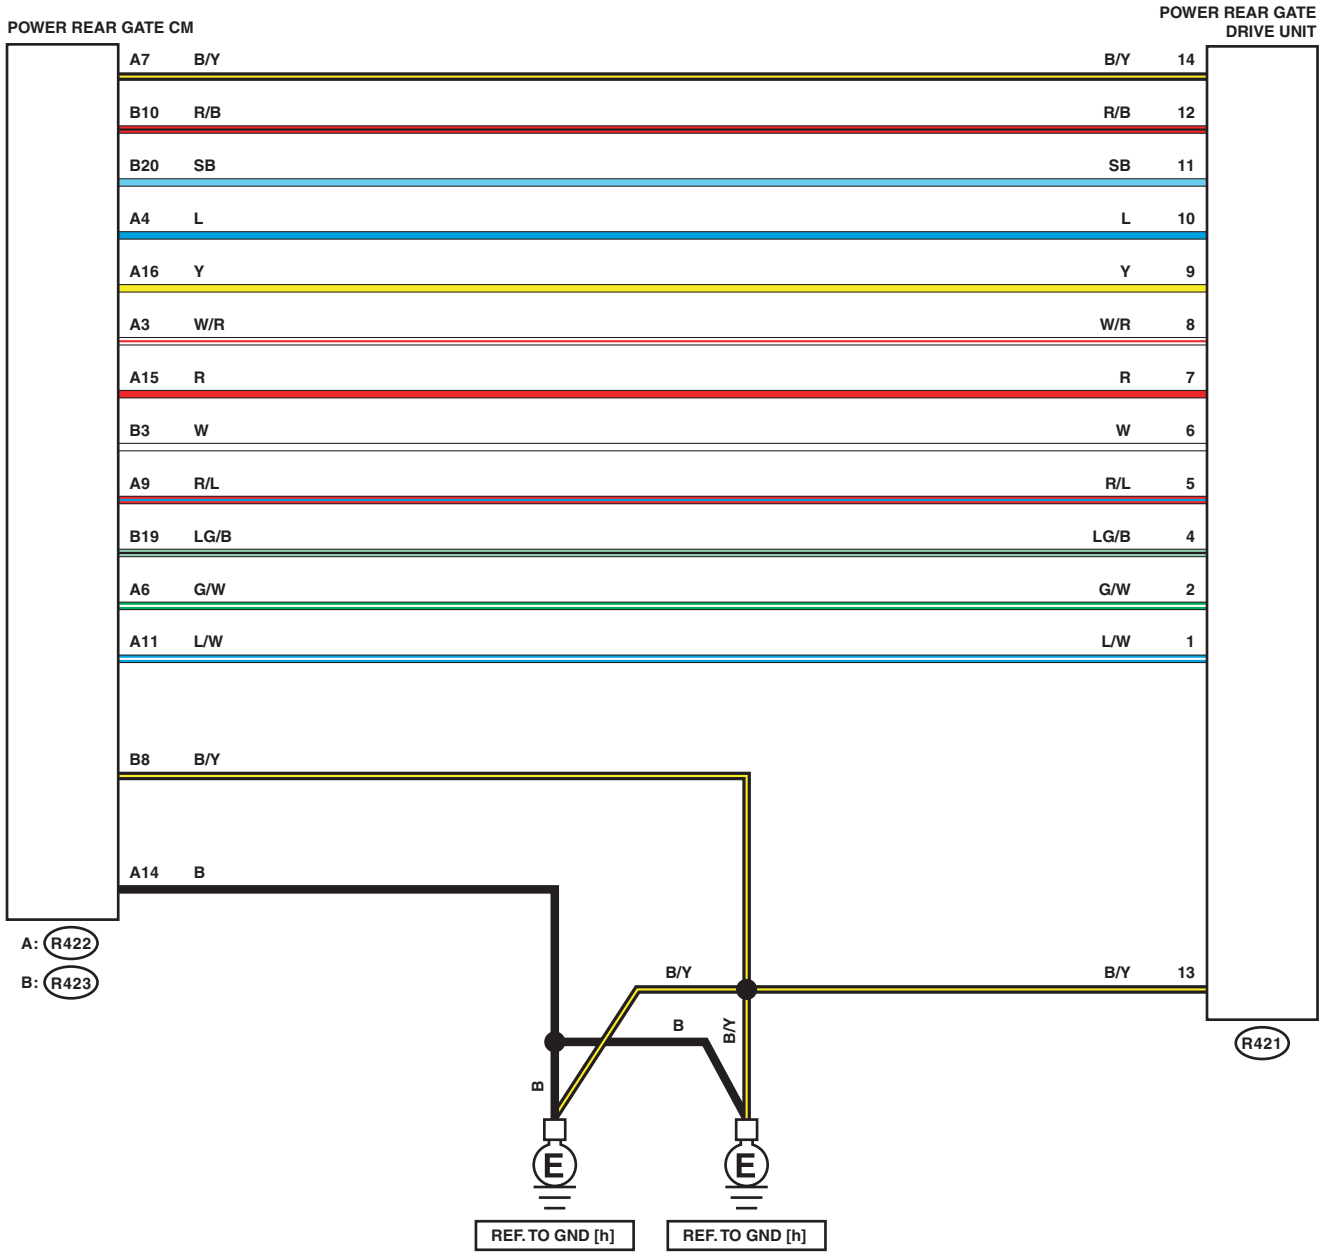 POWER REAR GATE CM
POWER REAR GATE
DRIVE UNIT
A7 B/Y B/Y 14
B10 R/B R/B 12
B20 SB SB 11
A4 L L 10
A16 Y Y 9
A3 W/R W/R 8
A15 R R 7
B3 W W 6
A9 R/L R/L 5
B19 LG/B LG/B 4
A6 G/W G/W 2
A11 L/W L/W 1
B8 B/Y
A14 B
A: R422
B: R423
B/Y B/Y 13
B B/Y
R421
B
E E
REF. TO GND [h] REF. TO GND [h]